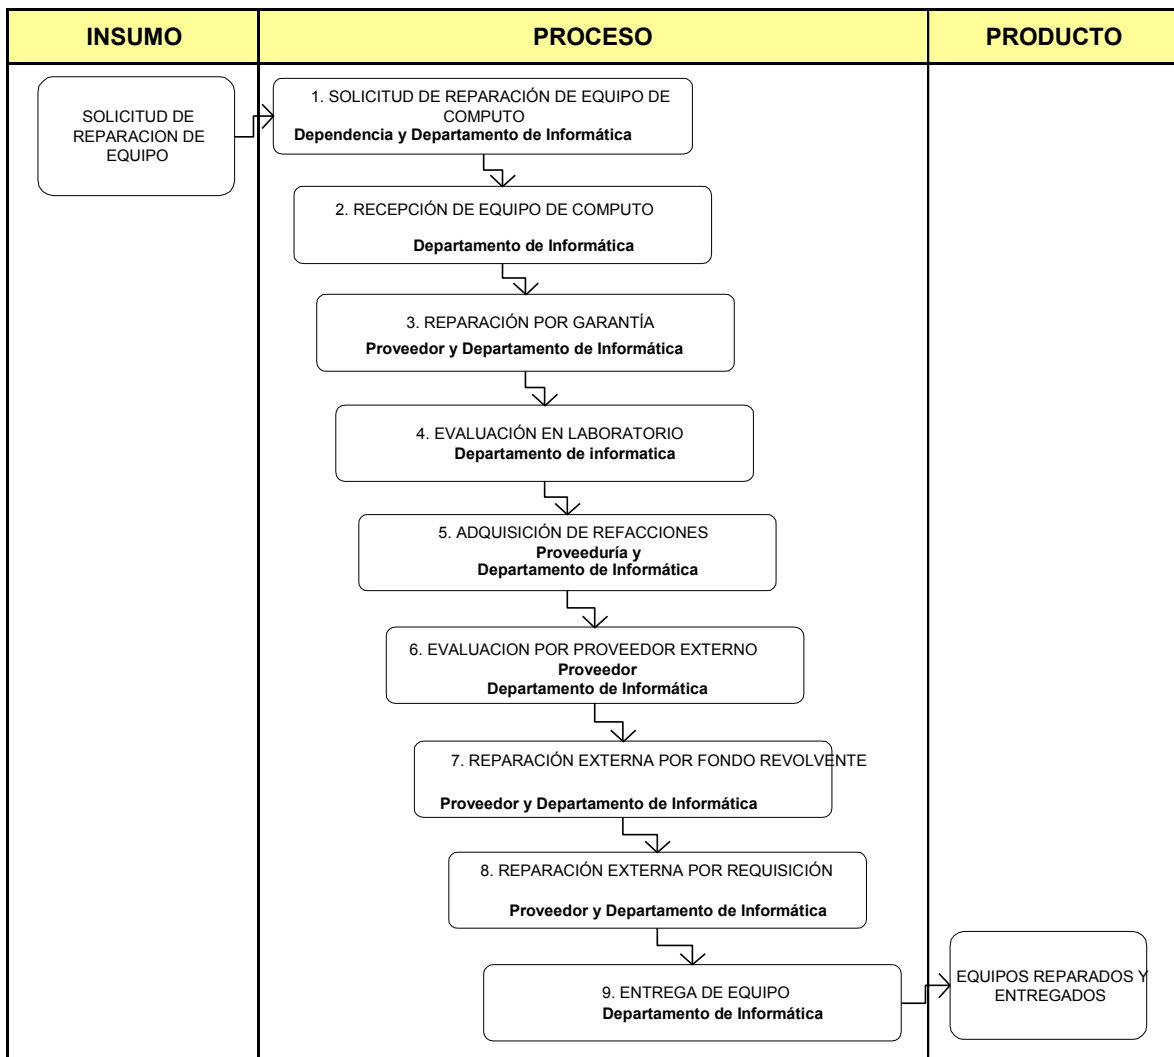 INSUMO
PROCESO
PRODUCTO
SOLICITUD DE
REPARACION DE
EQUIPO
1. SOLICITUD DE REPARACIÓN DE EQUIPO DE
COMPUTO
Dependencia y Departamento de Informática
2. RECEPCIÓN DE EQUIPO DE COMPUTO
Departamento de Informática
3. REPARACIÓN POR GARANTÍA
Proveedor y Departamento de Informática
4. EVALUACIÓN EN LABORATORIO
Departamento de informatica
5. ADQUISICIÓN DE REFACCIONES
Proveeduría y
Departamento de Informática
6. EVALUACION POR PROVEEDOR EXTERNO
Proveedor
Departamento de Informática
7. REPARACIÓN EXTERNA POR FONDO REVOLVENTE
Proveedor y Departamento de Informática
8. REPARACIÓN EXTERNA POR REQUISICIÓN
Proveedor y Departamento de Informática
9. ENTREGA DE EQUIPO
Departamento de Informática
EQUIPOS REPARADOS Y
ENTREGADOS